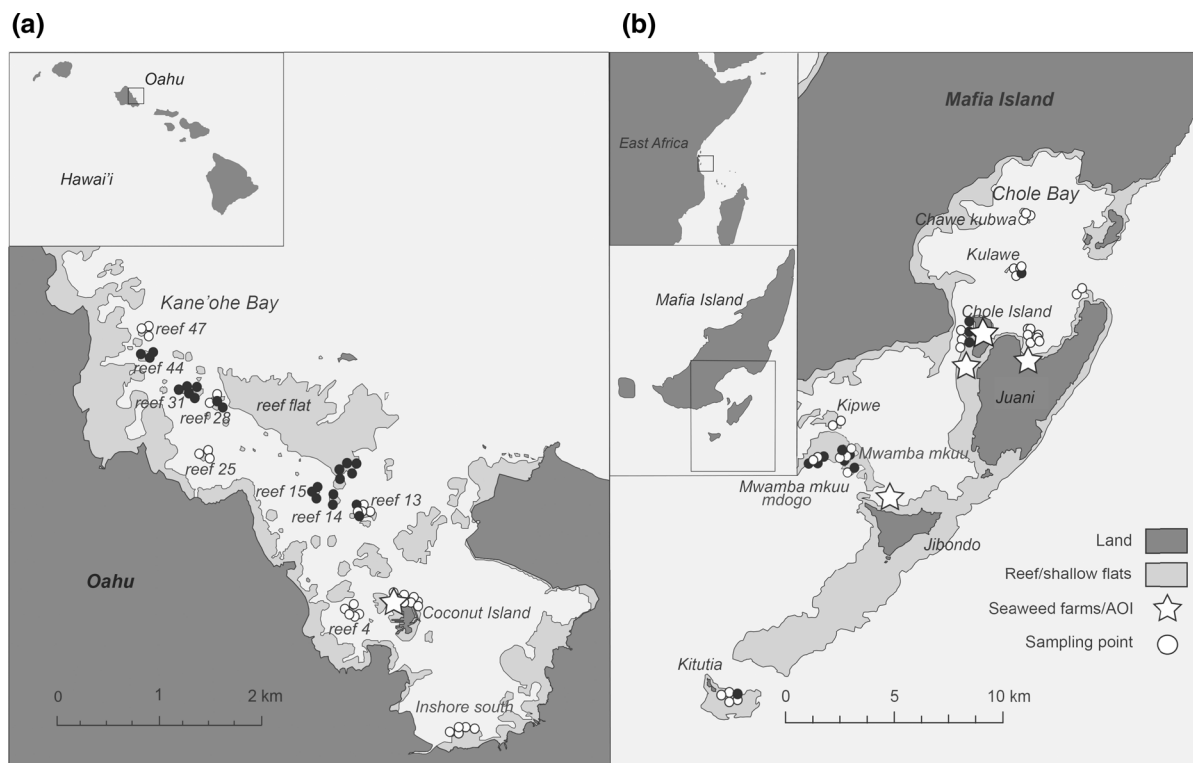 (a)
Oahu
Hawai'i
Kane'ohe Bay
reef 47
reef 44
reef 31
reef 28
reef flat
reef 25
reef 15
reef 14
reef 13
Oahu
reef 4
Coconut Island
Inshore south
0 1 2 km
(b)
East Africa
Mafia Island
Mafia Island
Chole Bay
Chawe kubwa
Kulawe
Chole Island
Juani
Kipwe
Mwamba mkuu
Mwamba mkuu
mdogo
Jibondo
Kitutia
Land
Reef/shallow flats
Seaweed farms/AOI
Sampling point
0 5 10 km